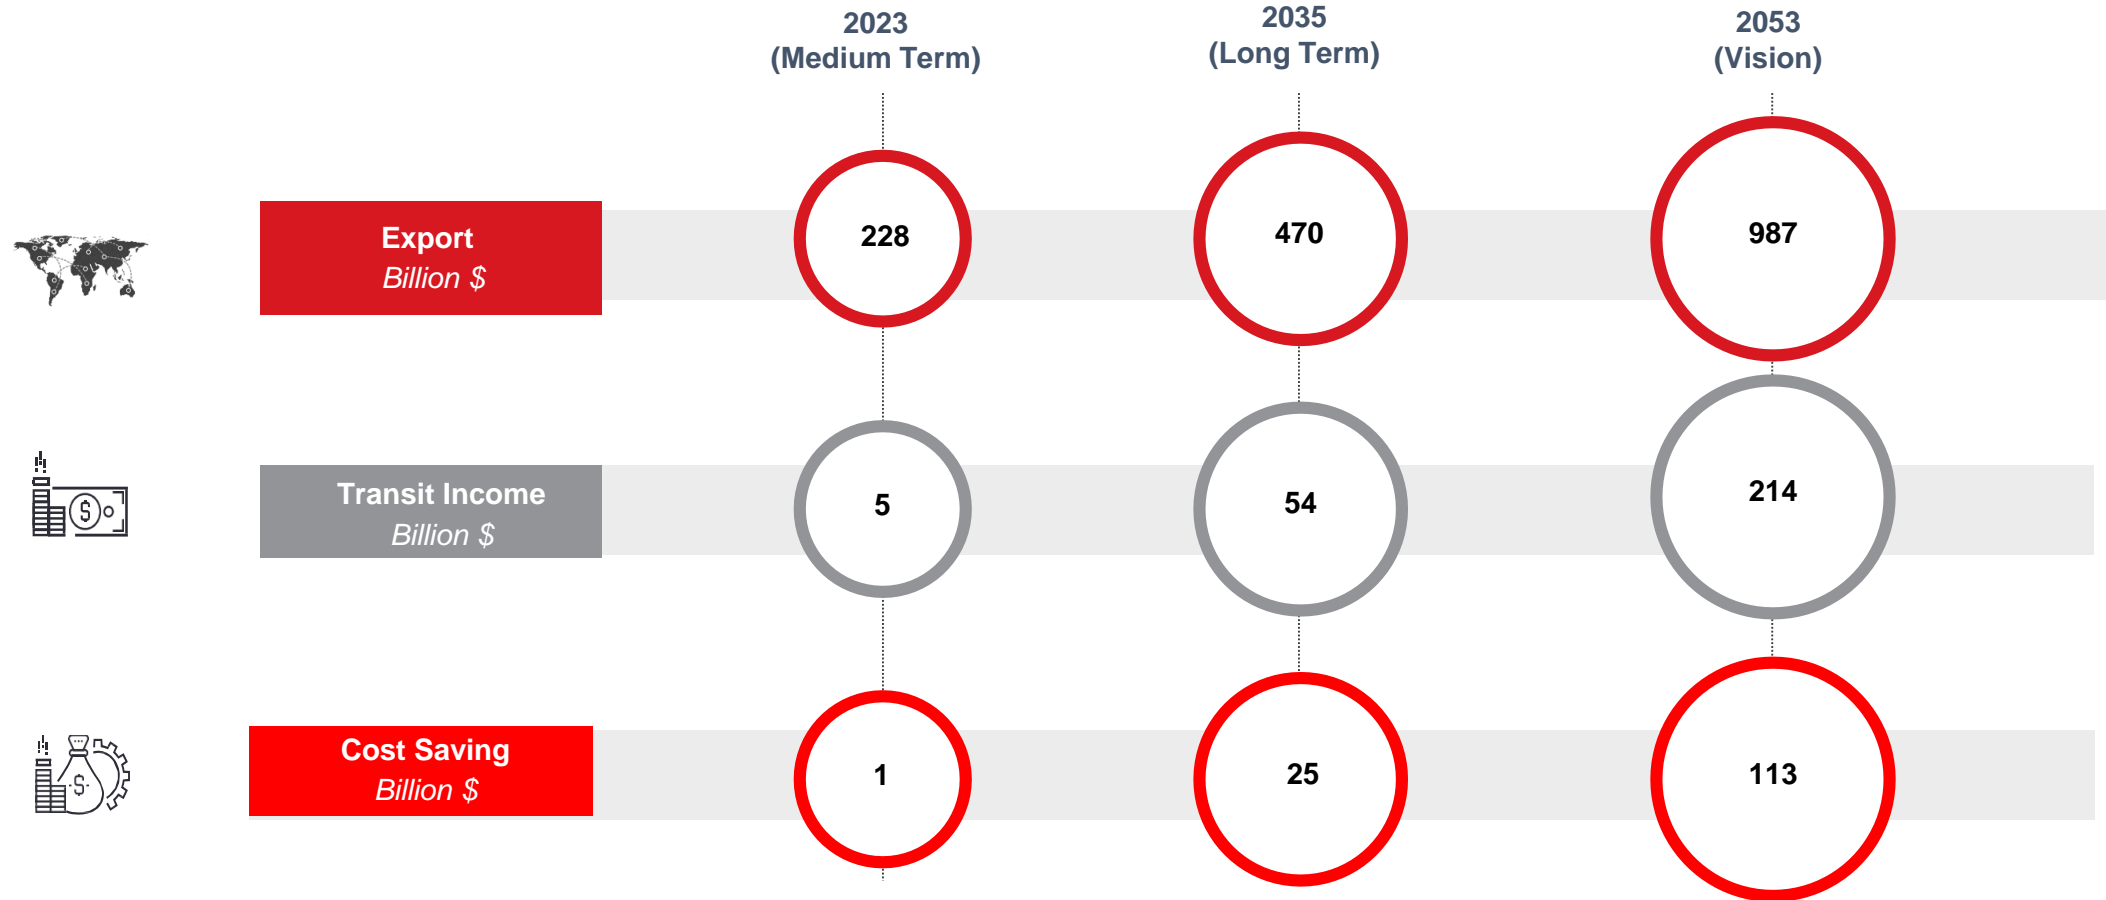 2023
(Medium Term)
2035
(Long Term)
2053
(Vision)
Export
Billion $
228
470
987
Transit Income
Billion $
5
54
214
Cost Saving
Billion $
1
25
113